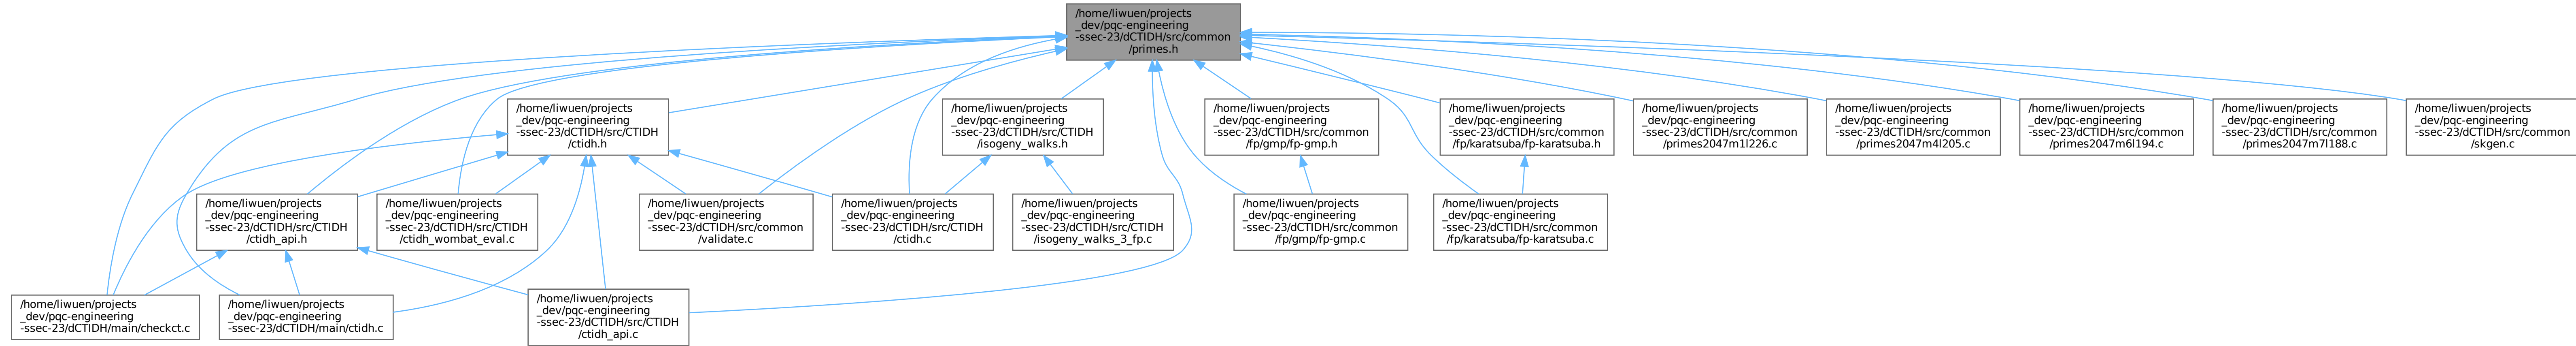 /home/liwuen/projects
_dev/pqc-engineering
-ssec-23/dCTIDH/src/common
/primes.h
/home/liwuen/projects
_dev/pqc-engineering
-ssec-23/dCTIDH/src/CTIDH
/ctidh.h
/home/liwuen/projects
_dev/pqc-engineering
-ssec-23/dCTIDH/src/CTIDH
/isogeny_walks.h
/home/liwuen/projects
_dev/pqc-engineering
-ssec-23/dCTIDH/src/common
/fp/gmp/fp-gmp.h
/home/liwuen/projects
_dev/pqc-engineering
-ssec-23/dCTIDH/src/common
/fp/karatsuba/fp-karatsuba.h
/home/liwuen/projects
_dev/pqc-engineering
-ssec-23/dCTIDH/src/common
/primes2047m1l226.c
/home/liwuen/projects
_dev/pqc-engineering
-ssec-23/dCTIDH/src/common
/primes2047m4l205.c
/home/liwuen/projects
_dev/pqc-engineering
-ssec-23/dCTIDH/src/common
/primes2047m6l194.c
/home/liwuen/projects
_dev/pqc-engineering
-ssec-23/dCTIDH/src/common
/primes2047m7l188.c
/home/liwuen/projects
_dev/pqc-engineering
-ssec-23/dCTIDH/src/common
/skgen.c
/home/liwuen/projects
_dev/pqc-engineering
-ssec-23/dCTIDH/src/CTIDH
/ctidh_api.h
/home/liwuen/projects
_dev/pqc-engineering
-ssec-23/dCTIDH/src/CTIDH
/ctidh_wombat_eval.c
/home/liwuen/projects
_dev/pqc-engineering
-ssec-23/dCTIDH/src/common
/validate.c
/home/liwuen/projects
_dev/pqc-engineering
-ssec-23/dCTIDH/src/CTIDH
/ctidh.c
/home/liwuen/projects
_dev/pqc-engineering
-ssec-23/dCTIDH/src/CTIDH
/isogeny_walks_3_fp.c
/home/liwuen/projects
_dev/pqc-engineering
-ssec-23/dCTIDH/src/common
/fp/gmp/fp-gmp.c
/home/liwuen/projects
_dev/pqc-engineering
-ssec-23/dCTIDH/src/common
/fp/karatsuba/fp-karatsuba.c
/home/liwuen/projects
_dev/pqc-engineering
-ssec-23/dCTIDH/main/checkct.c
/home/liwuen/projects
_dev/pqc-engineering
-ssec-23/dCTIDH/main/ctidh.c
/home/liwuen/projects
_dev/pqc-engineering
-ssec-23/dCTIDH/src/CTIDH
/ctidh_api.c